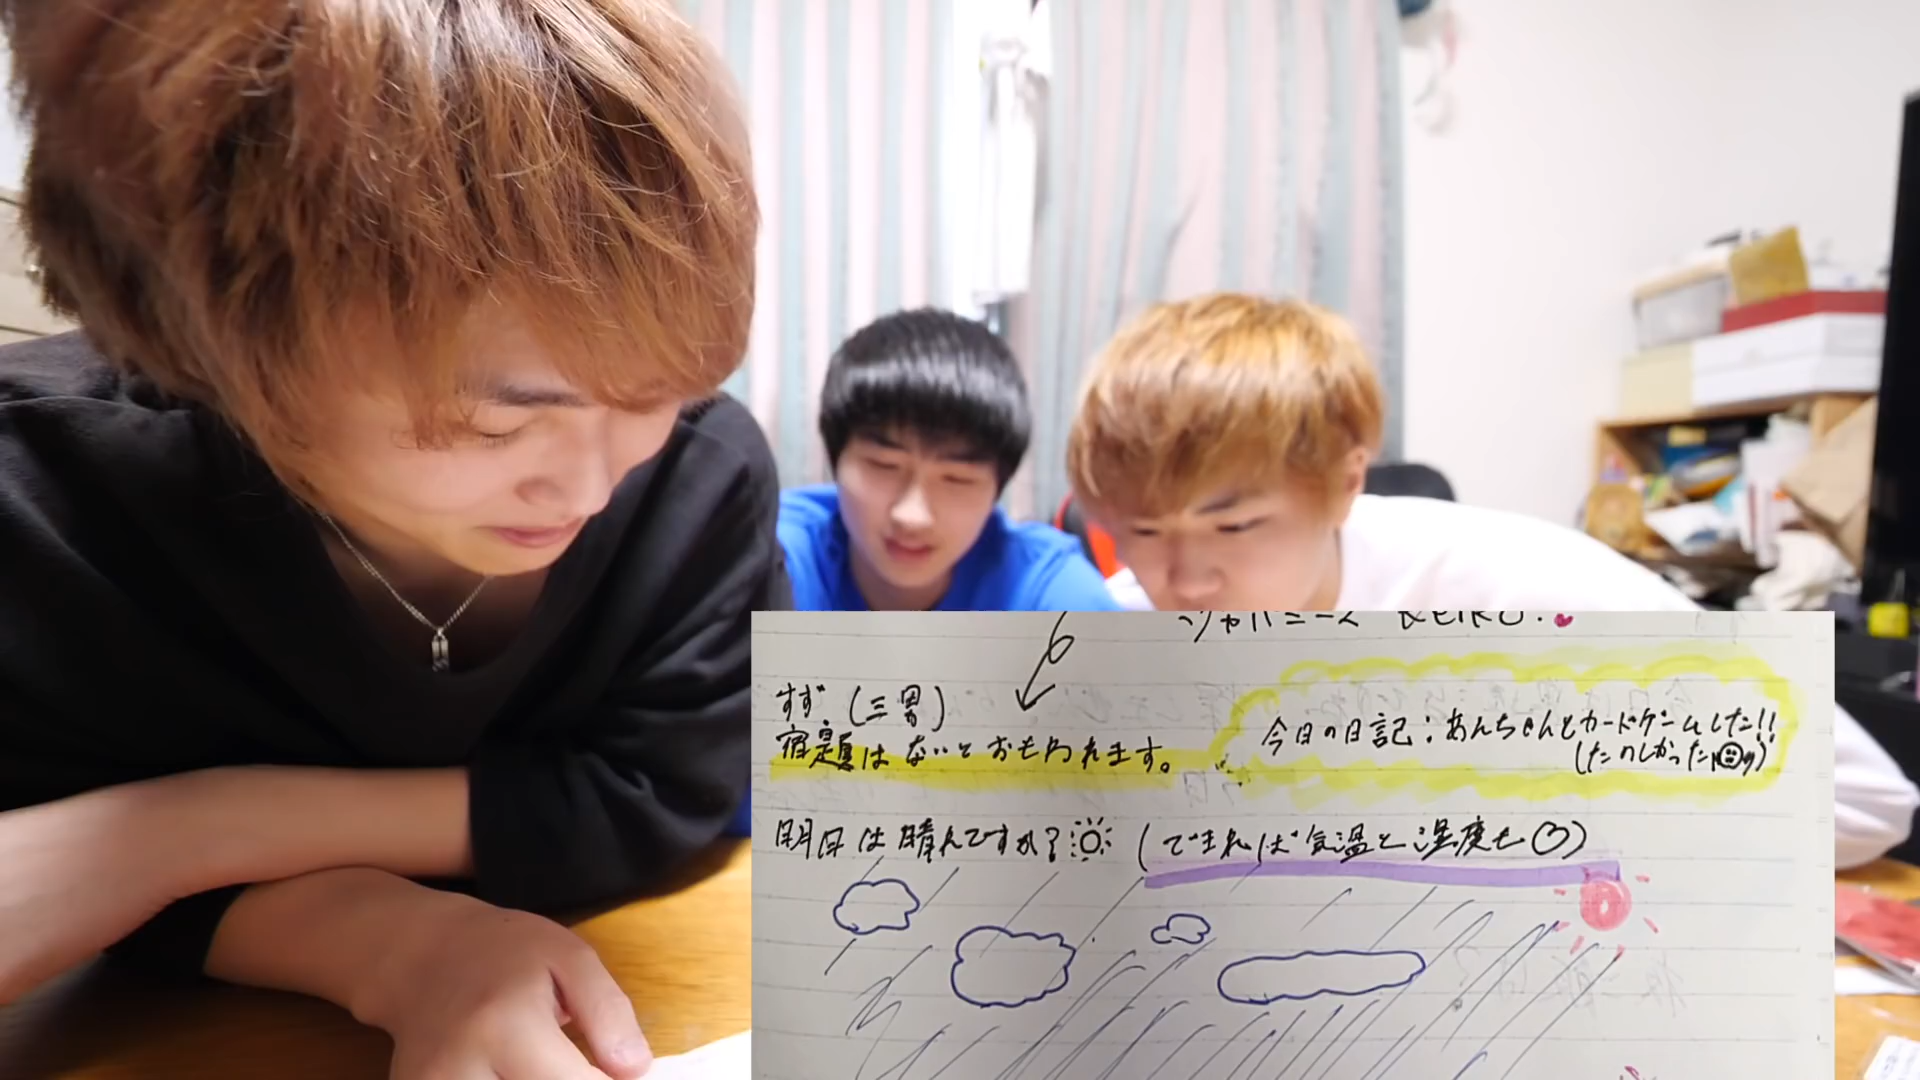 すず(三男)
宿題はないとおもわれます。
今日の日記:あんちゃんとカードゲームした!!
(たのしかった
明日は晴れですか?
(できれば気温と湿度も〇)